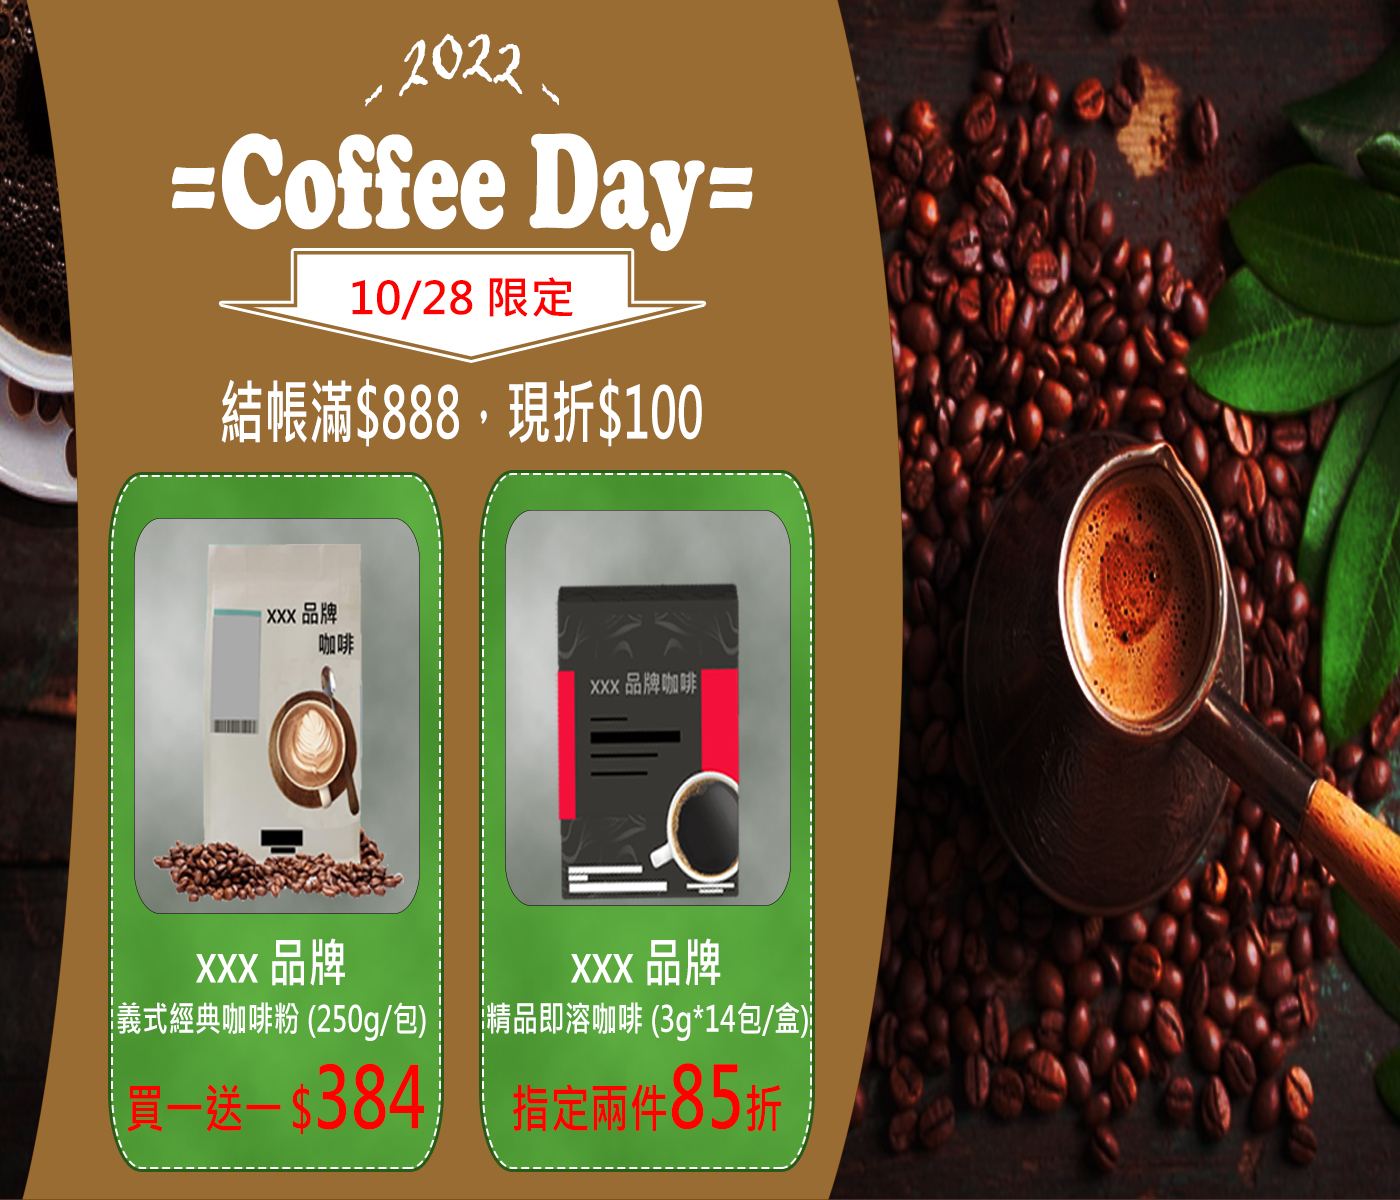 2022
=Coffee Day=
10/28 限定
結帳滿$888，現折$100
xxx 品牌
咖啡
xxx 品牌
義式經典咖啡粉 (250g/包)
買一送一 $384
xxx 品牌咖啡
xxx 品牌
精品即溶咖啡 (3g*14包/盒)
指定兩件85折